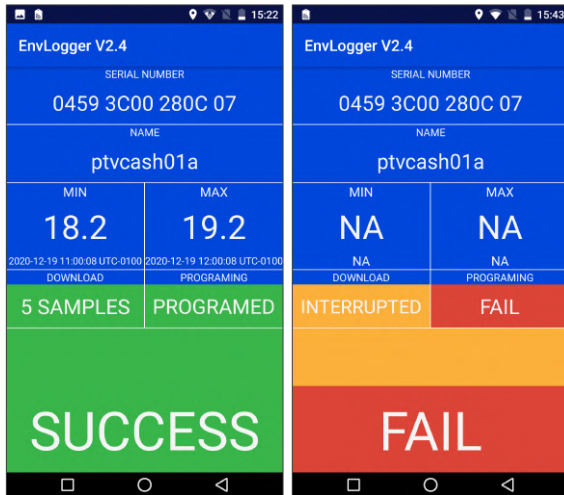 15:22
EnvLogger V2.4
SERIAL NUMBER
0459 3C00 280C 07
NAME
ptvcash01a
MIN MAX
18.2 19.2
2020-12-19 11:00:08 UTC-0100 2020-12-19 12:00:08 UTC-0100
DOWNLOAD PROGRAMING
5 SAMPLES PROGRAMED
SUCCESS
15:43
EnvLogger V2.4
SERIAL NUMBER
0459 3C00 280C 07
NAME
ptvcash01a
MIN MAX
NA NA
NA NA
DOWNLOAD PROGRAMING
INTERRUPTED FAIL
FAIL